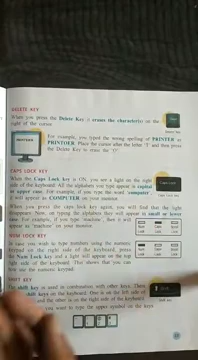 DELETE KEY
When you press the Delete Key it erases the character(s) on the
right of the cursor.
For example, you typed the wrong spelling of PRINTER as
PRINTOER. Place the cursor after the letter 'T' and then press
the Delete Key to erase the 'O'.
CAPS LOCK KEY
When the Caps Lock Key is ON, you see a light on the right
side of the keyboard. All the alphabets you type appear in capital
or upper case. For example, if you type the word 'computer',
it will appear as COMPUTER on your monitor.
When you press the caps lock key again, you will find that the light
disappears. Now, on typing the alphabets they will appear in small or lower
case. For example, if you type 'machine', then it will
appear as 'machine' on your monitor.
NUM LOCK KEY
In case you wish to type numbers using the numeric
keypad on the right side of the keyboard, press
the Num Lock Key and a light will appear on the top
right side of the keyboard. This shows that you can
now use the numeric keypad.
SHIFT KEY
The shift key is used in combination with other keys. There
shift keys on the keyboard. One is on the left side of
and the other is on the right side of the keyboard.
you want to type the upper symbol on the keys